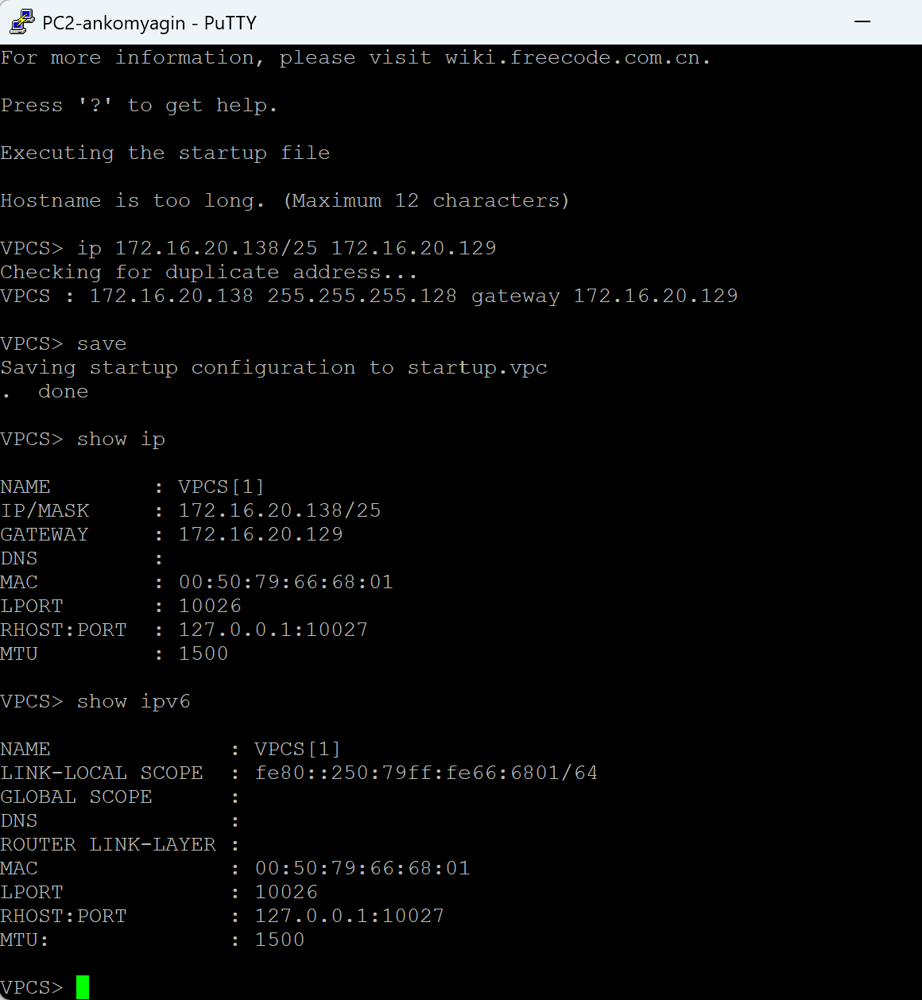 PC2-ankomyagin - PuTTY
For more information, please visit wiki.freecode.com.cn.
Press '?' to get help.
Executing the startup file
Hostname is too long. (Maximum 12 characters)
VPCS> ip 172.16.20.138/25 172.16.20.129
Checking for duplicate address...
VPCS : 172.16.20.138 255.255.255.128 gateway 172.16.20.129
VPCS> save
Saving startup configuration to startup.vpc
.  done
VPCS> show ip
NAME        : VPCS[1]
IP/MASK     : 172.16.20.138/25
GATEWAY     : 172.16.20.129
DNS         :
MAC         : 00:50:79:66:68:01
LPORT       : 10026
RHOST:PORT  : 127.0.0.1:10027
MTU         : 1500
VPCS> show ipv6
NAME              : VPCS[1]
LINK-LOCAL SCOPE  : fe80::250:79ff:fe66:6801/64
GLOBAL SCOPE      :
DNS               :
ROUTER LINK-LAYER :
MAC               : 00:50:79:66:68:01
LPORT             : 10026
RHOST:PORT        : 127.0.0.1:10027
MTU:              : 1500
VPCS>